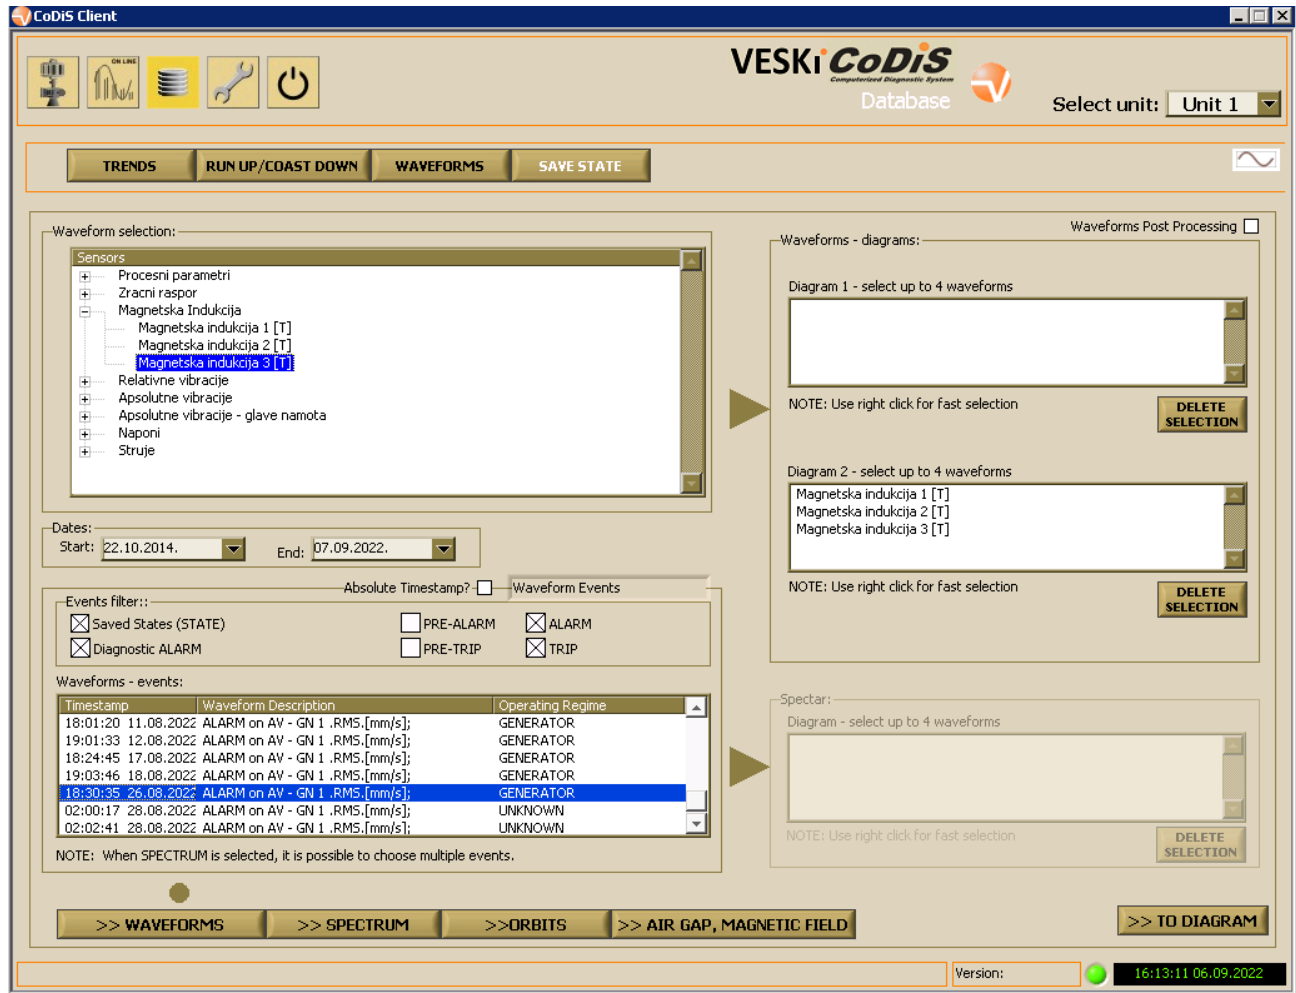 CoDiS Client
ON LINE
VESKi CoDiS
Computerized Diagnostic System
Database
Select unit: Unit 1
TRENDS RUN UP/COAST DOWN WAVEFORMS SAVE STATE
Waveforms Post Processing
Waveform selection:
Sensors
Procesni parametri
Zracni raspor
Magnetska Indukcija
Magnetska indukcija 1 [T]
Magnetska indukcija 2 [T]
Magnetska indukcija 3 [T]
Relativne vibracije
Apsolutne vibracije
Apsolutne vibracije - glave namota
Naponi
Struje
Waveforms - diagrams:
Diagram 1 - select up to 4 waveforms
NOTE: Use right click for fast selection
DELETE
SELECTION
Diagram 2 - select up to 4 waveforms
Magnetska indukcija 1 [T]
Magnetska indukcija 2 [T]
Magnetska indukcija 3 [T]
NOTE: Use right click for fast selection
DELETE
SELECTION
Dates:
Start: 22.10.2014. End: 07.09.2022.
Absolute Timestamp? Waveform Events
Events filter::
Saved States (STATE) PRE-ALARM ALARM
Diagnostic ALARM PRE-TRIP TRIP
Waveforms - events:
Timestamp Waveform Description Operating Regime
18:01:20 11.08.2022 ALARM on AV - GN 1 .RMS.[mm/s]; GENERATOR
19:01:33 12.08.2022 ALARM on AV - GN 1 .RMS.[mm/s]; GENERATOR
18:24:45 17.08.2022 ALARM on AV - GN 1 .RMS.[mm/s]; GENERATOR
19:03:46 18.08.2022 ALARM on AV - GN 1 .RMS.[mm/s]; GENERATOR
18:30:35 26.08.2022 ALARM on AV - GN 1 .RMS.[mm/s]; GENERATOR
02:00:17 28.08.2022 ALARM on AV - GN 1 .RMS.[mm/s]; UNKNOWN
02:02:41 28.08.2022 ALARM on AV - GN 1 .RMS.[mm/s]; UNKNOWN
NOTE: When SPECTRUM is selected, it is possible to choose multiple events.
Spectar:
Diagram - select up to 4 waveforms
NOTE: Use right click for fast selection
DELETE
SELECTION
>> WAVEFORMS >> SPECTRUM >>ORBITS >> AIR GAP, MAGNETIC FIELD >> TO DIAGRAM
Version: 16:13:11 06.09.2022